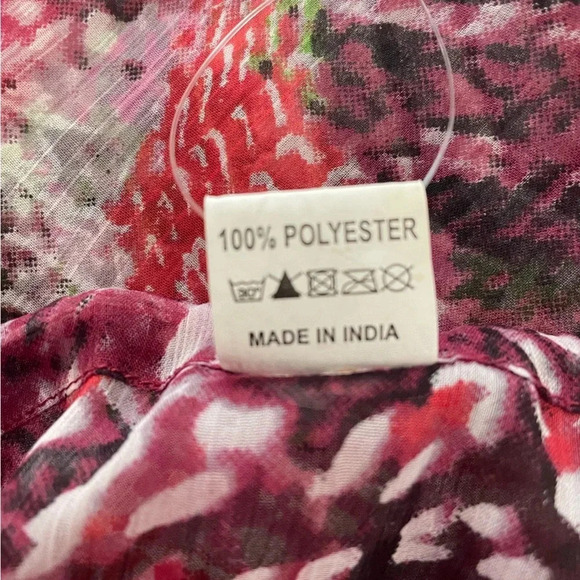 100% POLYESTER
30°
MADE IN INDIA